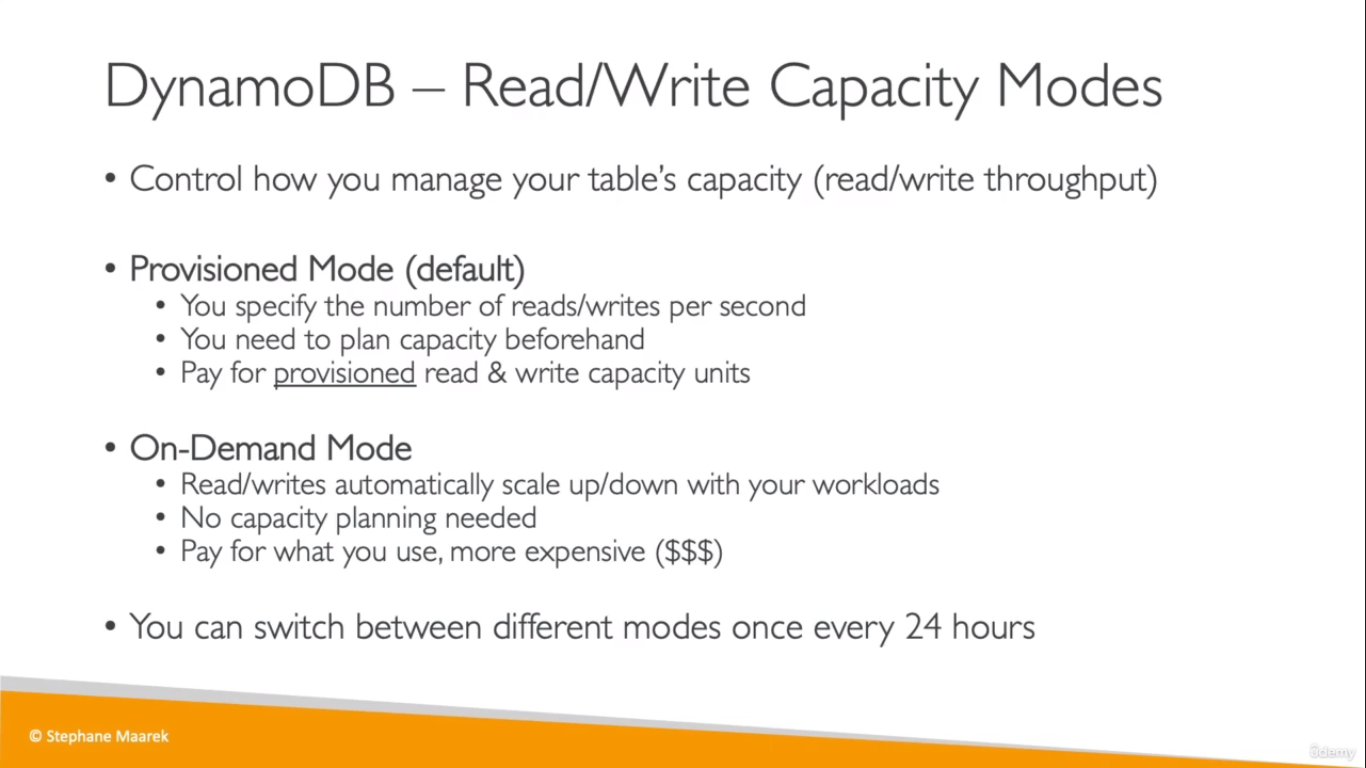 DynamoDB – Read/Write Capacity Modes
• Control how you manage your table's capacity (read/write throughput)
• Provisioned Mode (default)
• You specify the number of reads/writes per second
• You need to plan capacity beforehand
• Pay for provisioned read & write capacity units
• On-Demand Mode
• Read/writes automatically scale up/down with your workloads
• No capacity planning needed
• Pay for what you use, more expensive ($$$)
• You can switch between different modes once every 24 hours
© Stephane Maarek
ûdemy